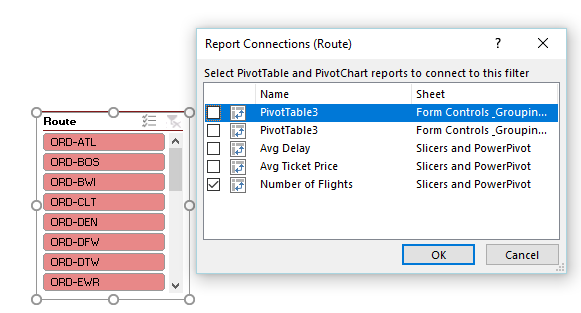 Report Connections (Route)
?
Select PivotTable and PivotChart reports to connect to this filter
Name Sheet
PivotTable3 Form Controls _Groupin...
PivotTable3 Form Controls _Groupin...
Avg Delay Slicers and PowerPivot
Avg Ticket Price Slicers and PowerPivot
Number of Flights Slicers and PowerPivot
OK Cancel
Route
ORD-ATL
ORD-BOS
ORD-BWI
ORD-CLT
ORD-DEN
ORD-DFW
ORD-DTW
ORD-EWR